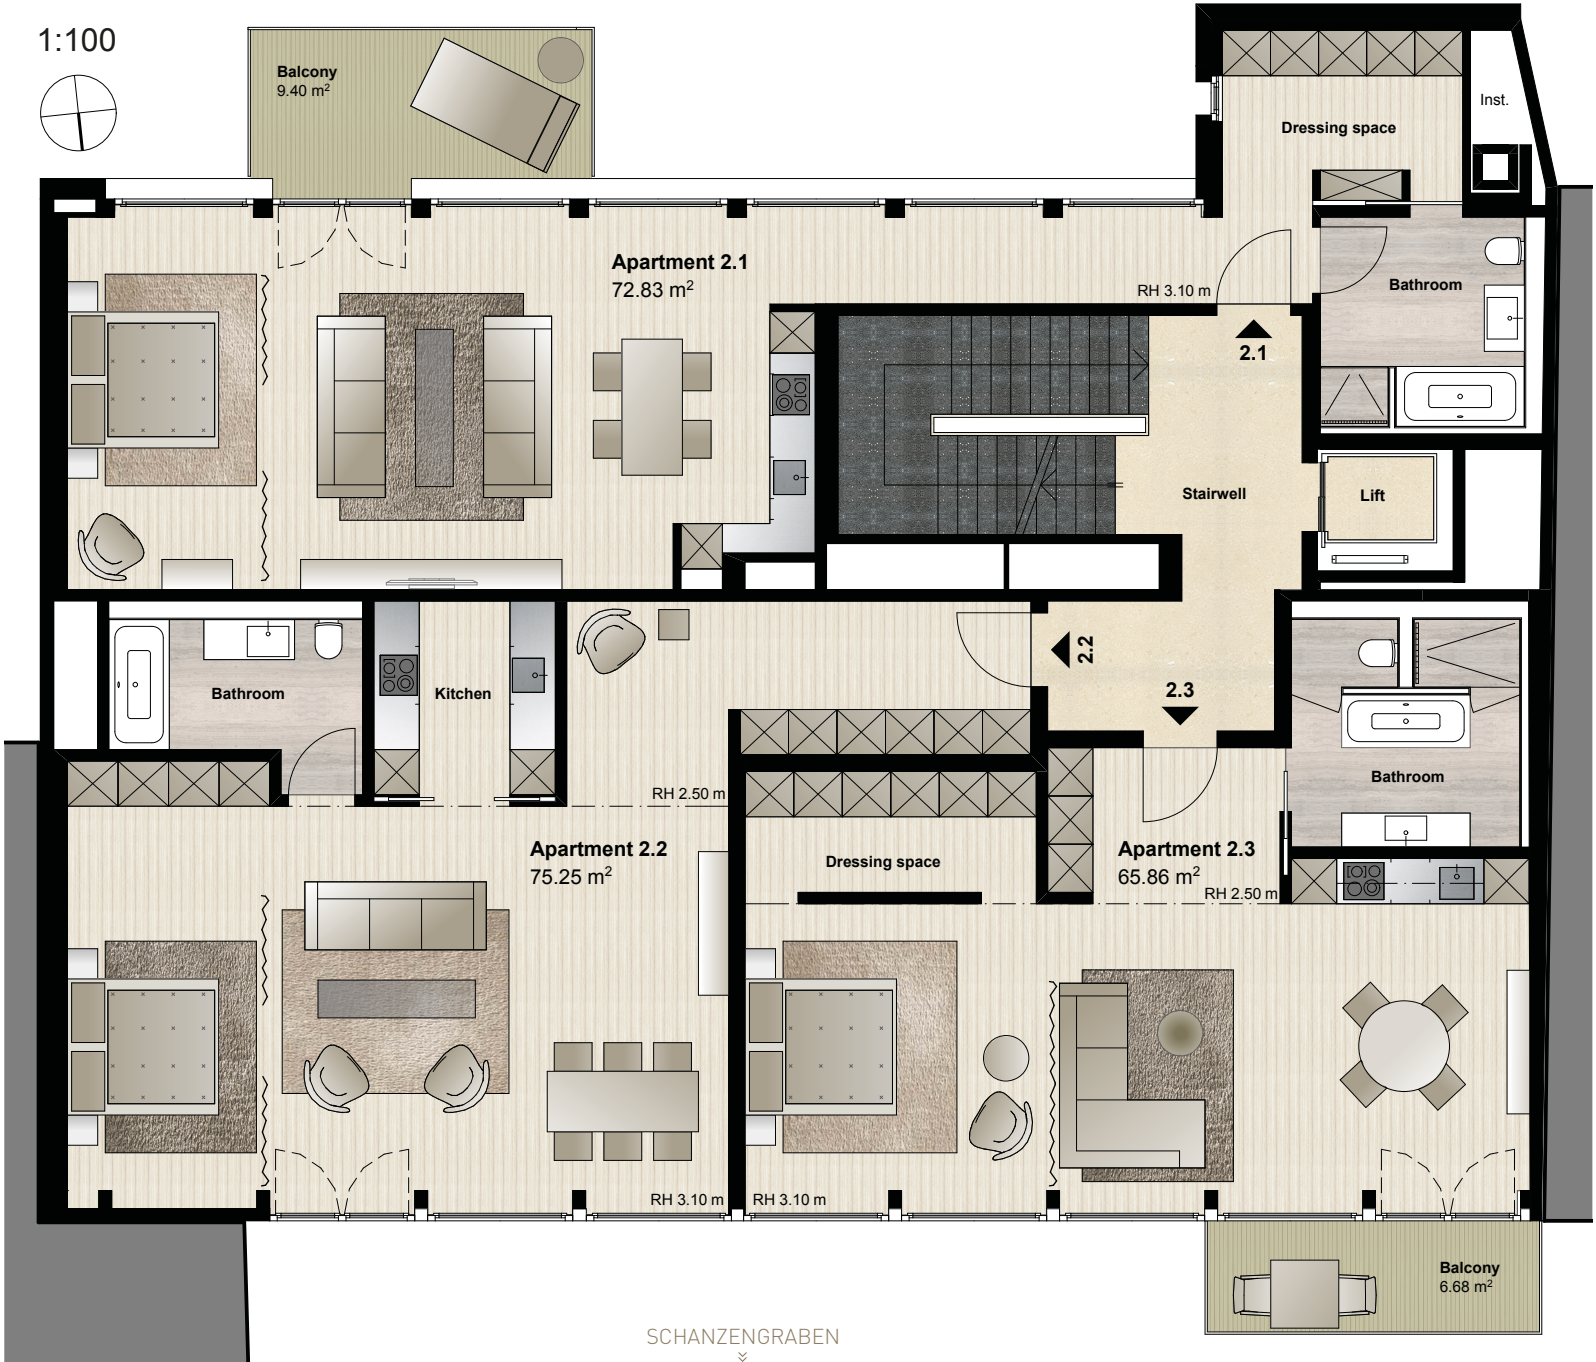 1:100
Balcony
9.40 m²
Inst.
Dressing space
Apartment 2.1
72.83 m²
RH 3.10 m
Bathroom
2.1
Stairwell
Lift
2.2
2.3
Bathroom
Kitchen
RH 2.50 m
Bathroom
Apartment 2.2
75.25 m²
Dressing space
Apartment 2.3
65.86 m²
RH 2.50 m
RH 3.10 m
RH 3.10 m
Balcony
6.68 m²
SCHANZENGRABEN